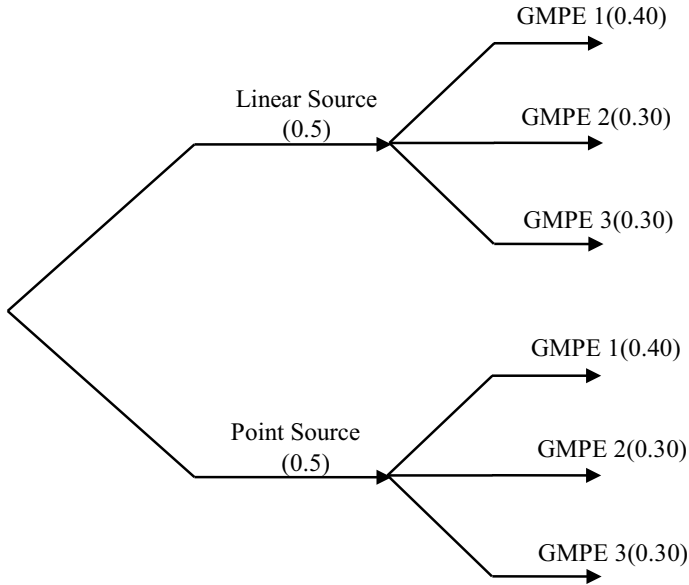 GMPE 1(0.40)
Linear Source
(0.5)
GMPE 2(0.30)
GMPE 3(0.30)
GMPE 1(0.40)
Point Source
(0.5)
GMPE 2(0.30)
GMPE 3(0.30)